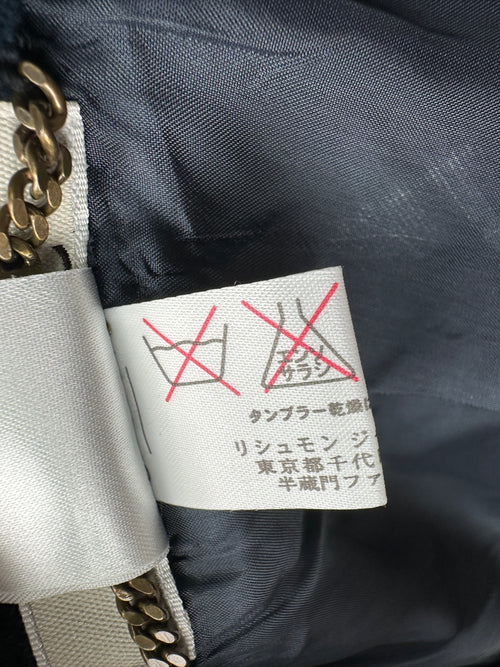 エンソ
サラシ
タンブラー乾燥
リシュモン ジ
東京都千代
半蔵門ファ